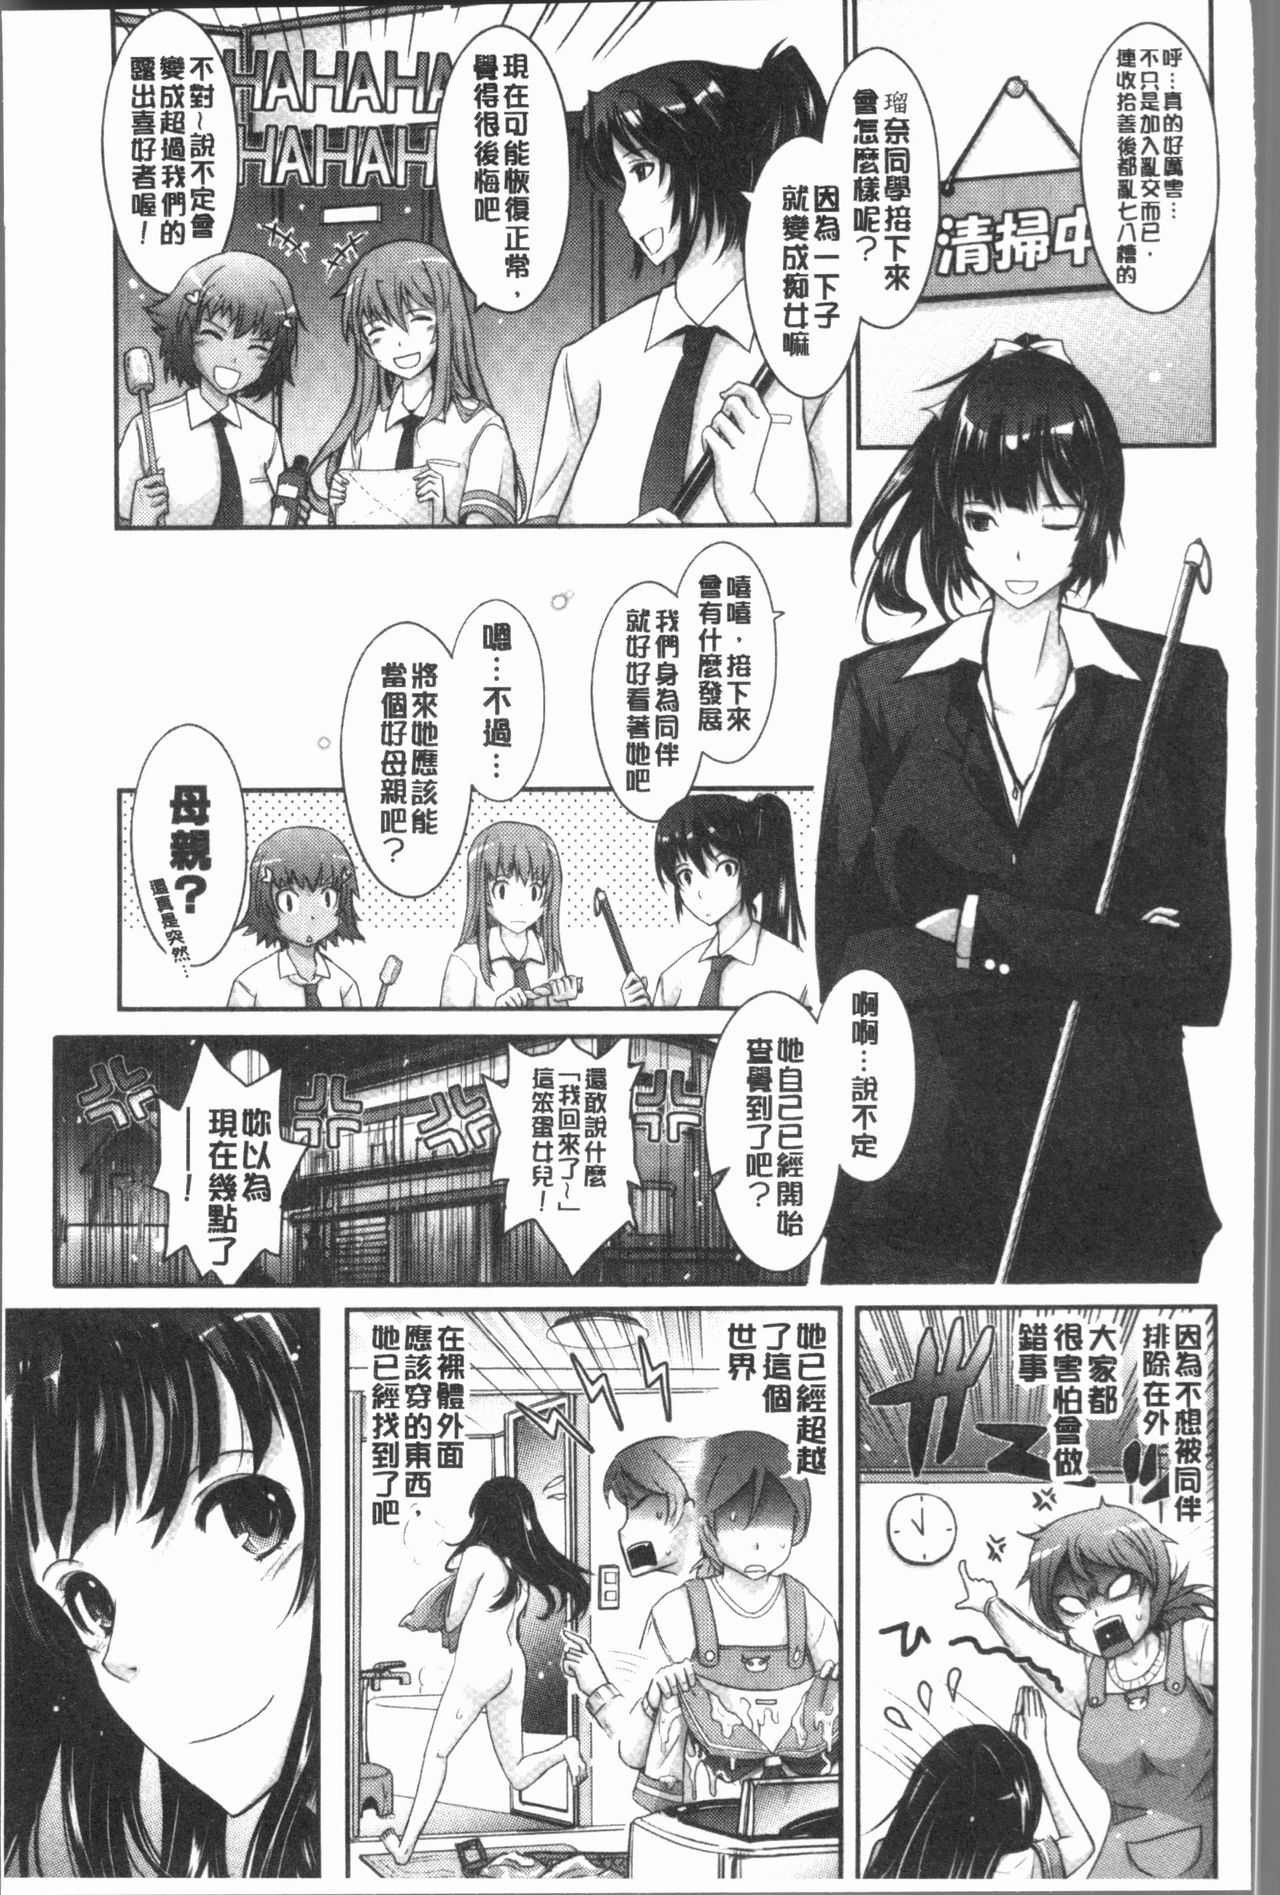 呼…真的好厲害…
不只是加入亂交而已，
連收拾善後都亂七八糟的
清掃中
瑠奈同學接下來
會怎麼樣呢？
因為一下子
就變成痴女嘛
現在可能恢復正常，
覺得很後悔吧
HAHAHAHA
HAHAHAH
不對～說不定會
變成超過我們的
露出喜好者喔！
嘻嘻，接下來
會有什麼發展
我們身為同伴
就好好看著她吧
嗯…不過…
將來她應該能
當個好母親吧？
母親？
還真是突然…
啊啊…說不定
她自己已經開始
查覺到了吧？
還敢說什麼
「我回來了～」
這笨蛋女兒！
妳以為
現在幾點了
——！
因為不想被同伴
排除在外
大家都
很害怕會做
錯事
ガミガミ
ひ～
她已經超越
了這個
世界
在裸體外面
應該穿的東西，
她已經找到了吧